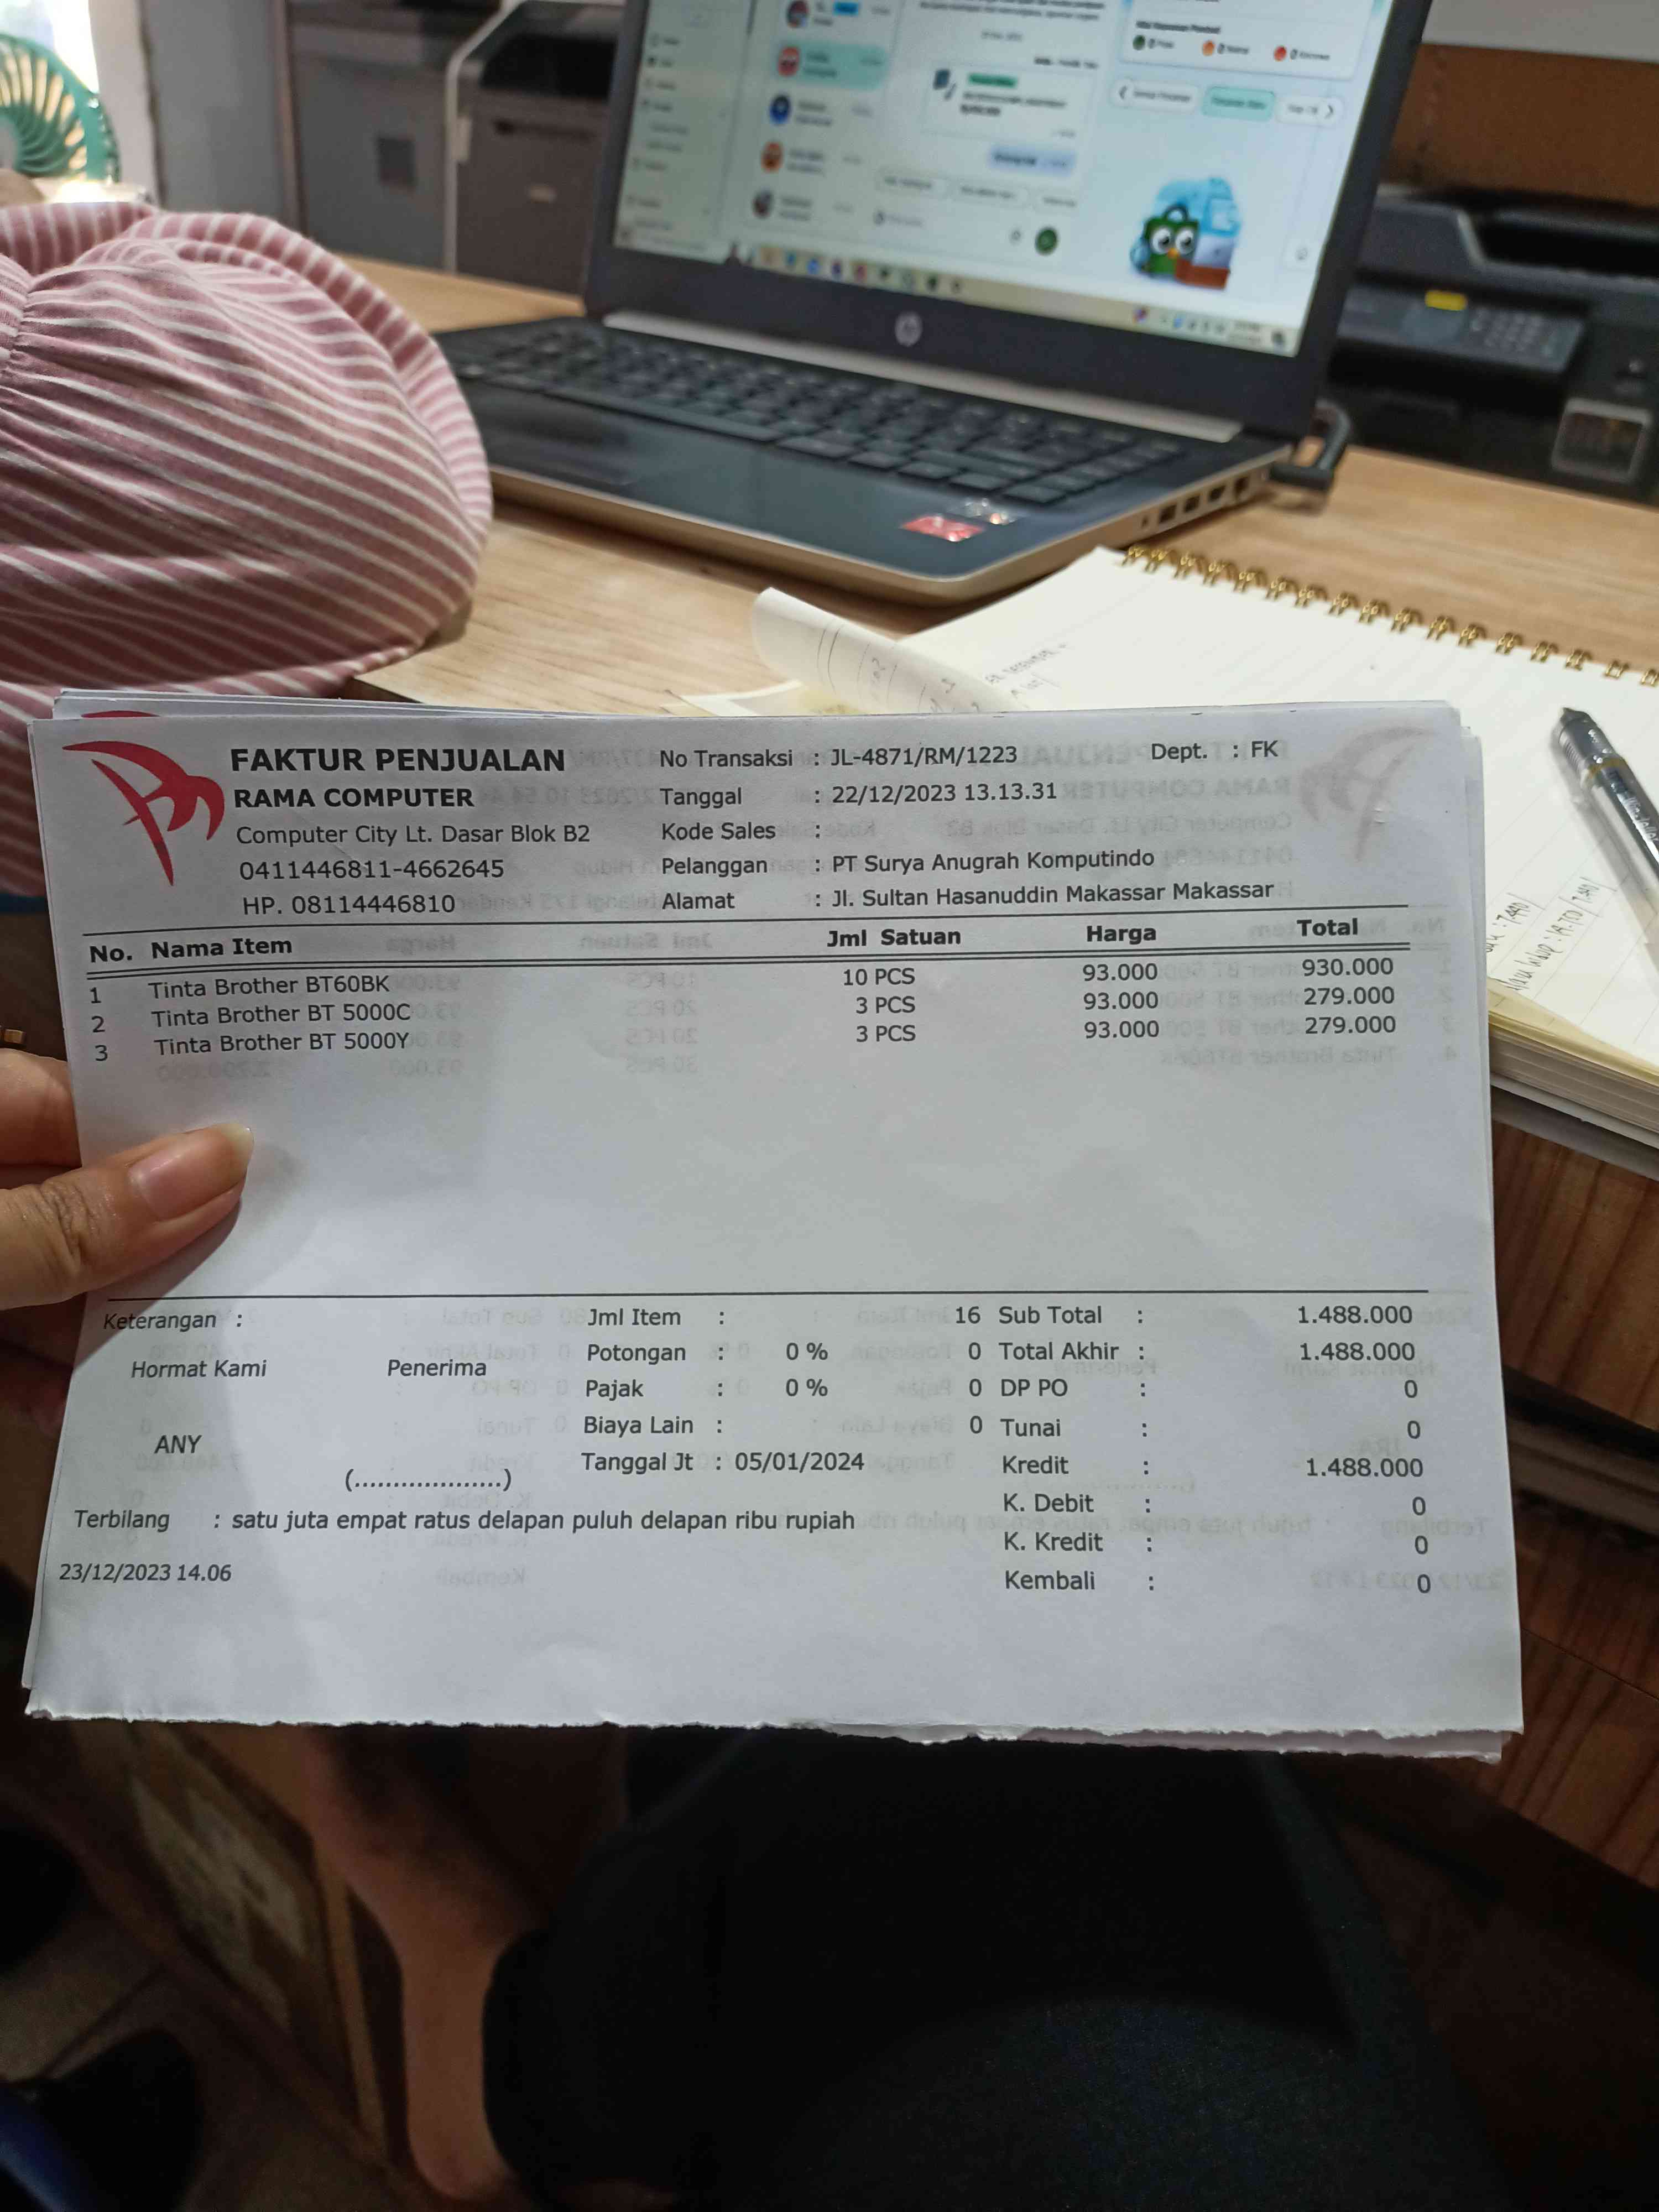 FAKTUR PENJUALAN
RAMA COMPUTER
Computer City Lt. Dasar Blok B2
0411446811-4662645
HP. 08114446810
No Transaksi : JL-4871/RM/1223 Dept. : FK
Tanggal : 22/12/2023 13.13.31
Kode Sales :
Pelanggan : PT Surya Anugrah Komputindo
Alamat : Jl. Sultan Hasanuddin Makassar Makassar
No. Nama Item Jml Satuan Harga Total
1 Tinta Brother BT60BK 10 PCS 93.000 930.000
2 Tinta Brother BT 5000C 3 PCS 93.000 279.000
3 Tinta Brother BT 5000Y 3 PCS 93.000 279.000
Keterangan :
Hormat Kami Penerima
ANY
(...................)
Jml Item : 16
Potongan : 0 % 0
Pajak : 0 % 0
Biaya Lain : 0
Tanggal Jt : 05/01/2024
Sub Total : 1.488.000
Total Akhir : 1.488.000
DP PO : 0
Tunai : 0
Kredit : 1.488.000
K. Debit : 0
K. Kredit : 0
Kembali : 0
Terbilang : satu juta empat ratus delapan puluh delapan ribu rupiah
23/12/2023 14.06